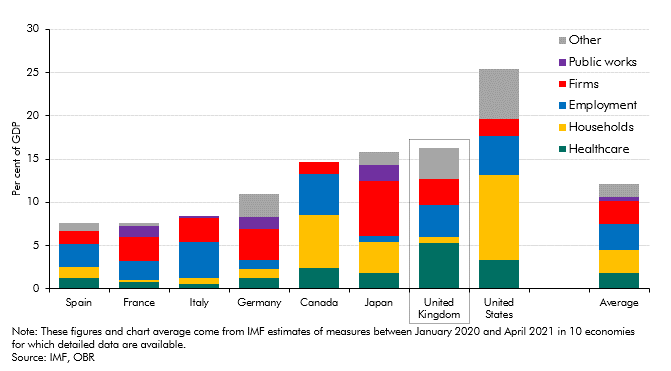 30
25
20
15
10
5
0
Per cent of GDP
Other
Public works
Firms
Employment
Households
Healthcare
Spain
France
Italy
Germany
Canada
Japan
United
Kingdom
United
States
Average
Note: These figures and chart average come from IMF estimates of measures between January 2020 and April 2021 in 10 economies
for which detailed data are available.
Source: IMF, OBR